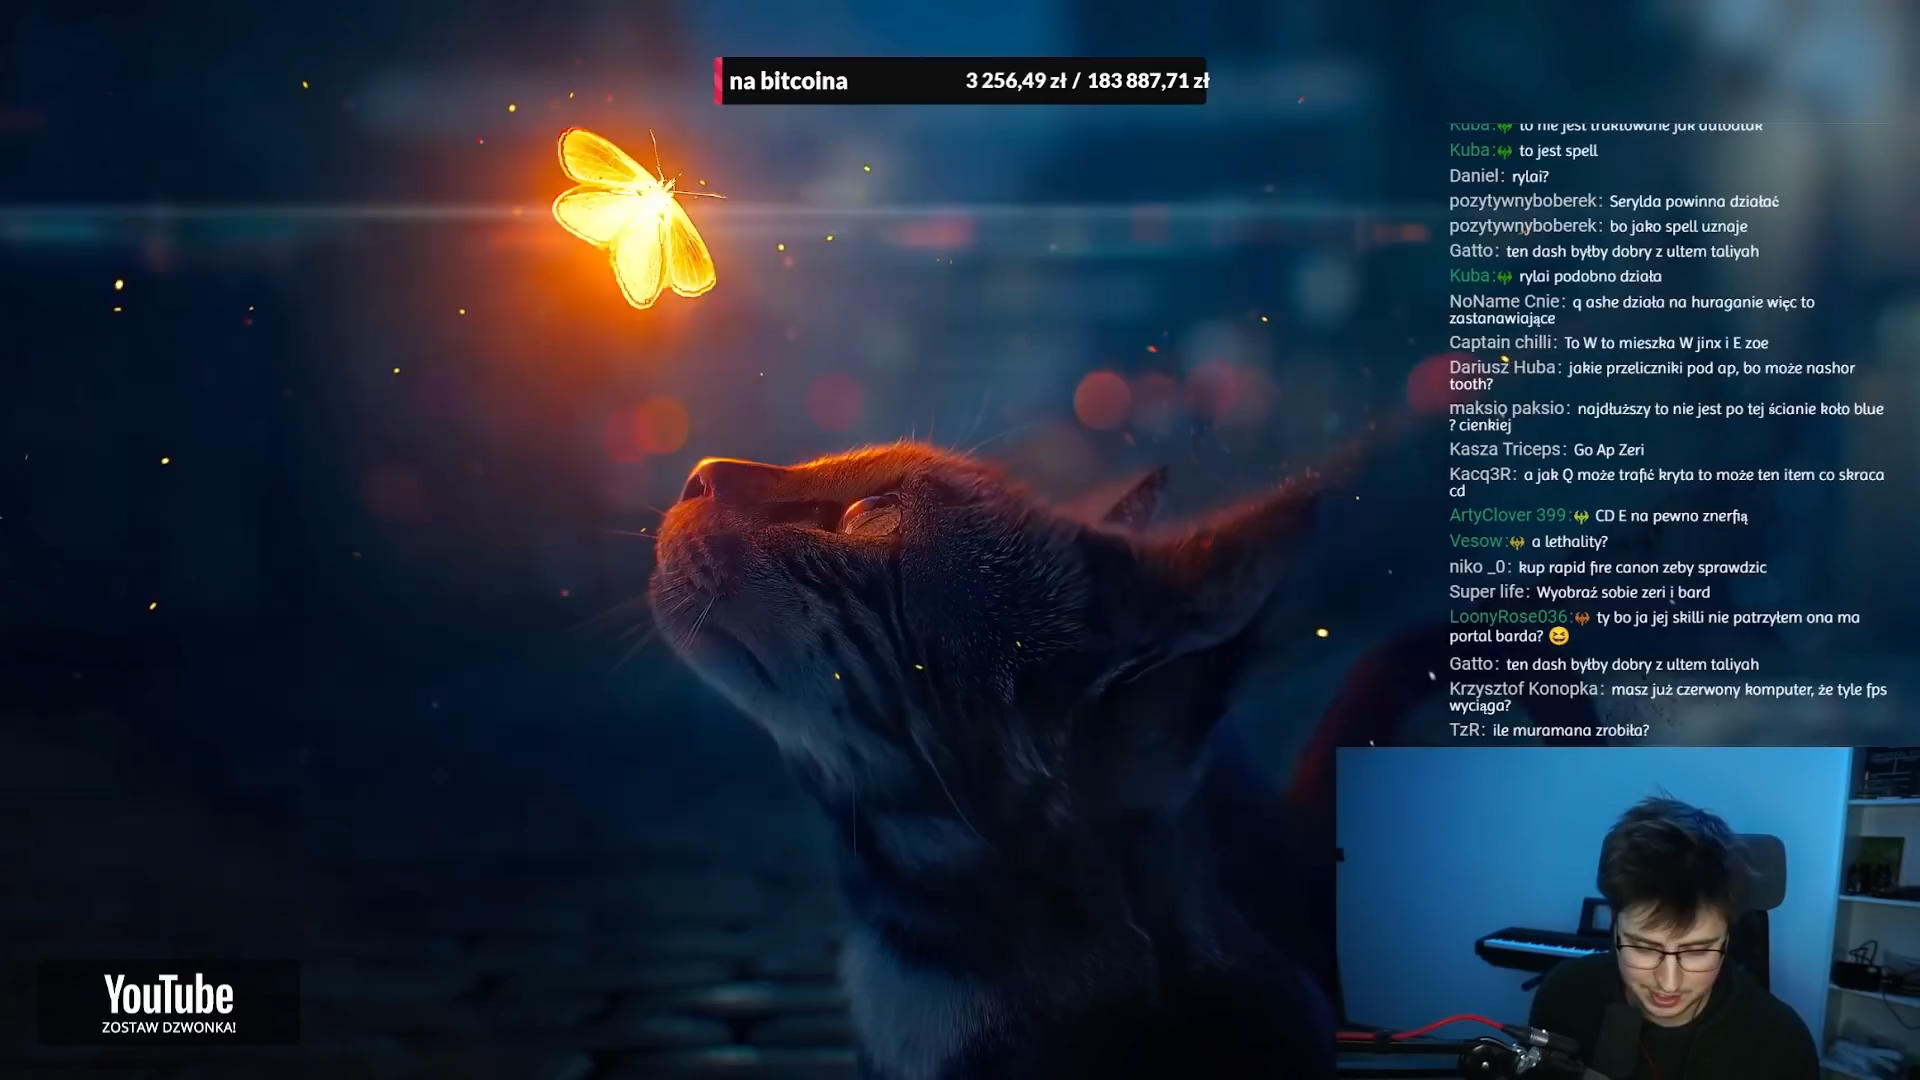 na bitcoina 3 256,49 zł / 183 887,71 zł
Kuba: to nie jest traktowane jak autoatak
Kuba: to jest spell
Daniel: rylai?
pozytywnyboberek: Serylda powinna działać
pozytywnyboberek: bo jako spell uznaje
Gatto: ten dash byłby dobry z ultem taliyah
Kuba: rylai podobno działa
NoName Cnie: q ashe działa na huraganie więc to
zastanawiające
Captain chilli: To W to mieszka W jinx i E zoe
Dariusz Huba: jakie przeliczniki pod ap, bo może nashor
tooth?
maksio paksio: najdłuższy to nie jest po tej ścianie koło blue
? cienkiej
Kasza Triceps: Go Ap Zeri
Kacq3R: a jak Q może trafić kryta to może ten item co skraca
cd
ArtyClover 399: CD E na pewno znerfią
Vesow: a lethality?
niko _0: kup rapid fire canon zeby sprawdzic
Super life: Wyobraź sobie zeri i bard
LoonyRose036: ty bo ja jej skilli nie patrzyłem ona ma
portal barda? 😆
Gatto: ten dash byłby dobry z ultem taliyah
Krzysztof Konopka: masz już czerwony komputer, że tyle fps
wyciąga?
TzR: ile muramana zrobiła?
YouTube
ZOSTAW DZWONKA!